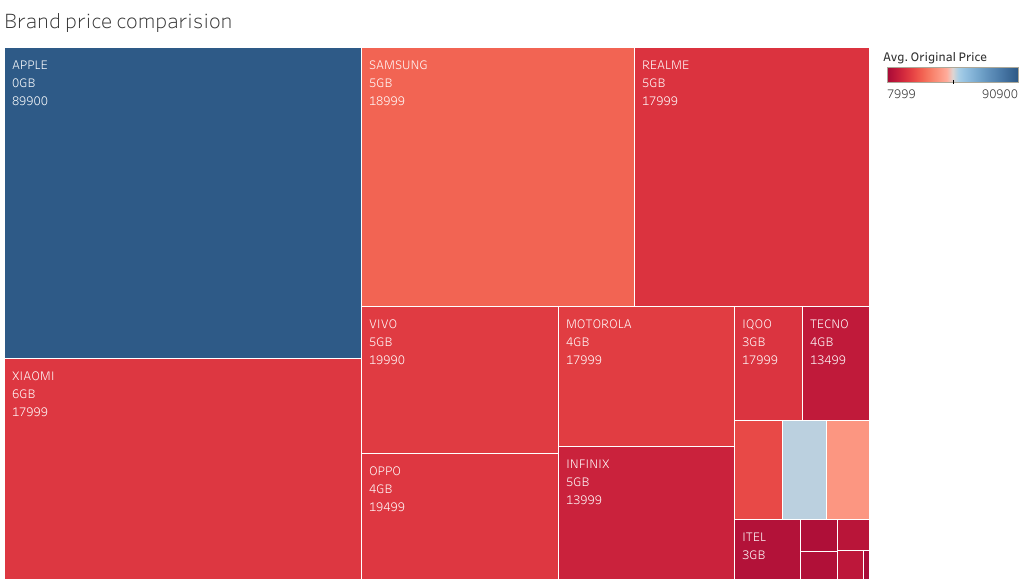 Brand price comparision
APPLE
0GB
89900
SAMSUNG
5GB
18999
REALME
5GB
17999
XIAOMI
6GB
17999
VIVO
5GB
19990
MOTOROLA
4GB
17999
IQOO
3GB
17999
TECNO
4GB
13499
OPPO
4GB
19499
INFINIX
5GB
13999
ITEL
3GB
Avg. Original Price
7999 90900